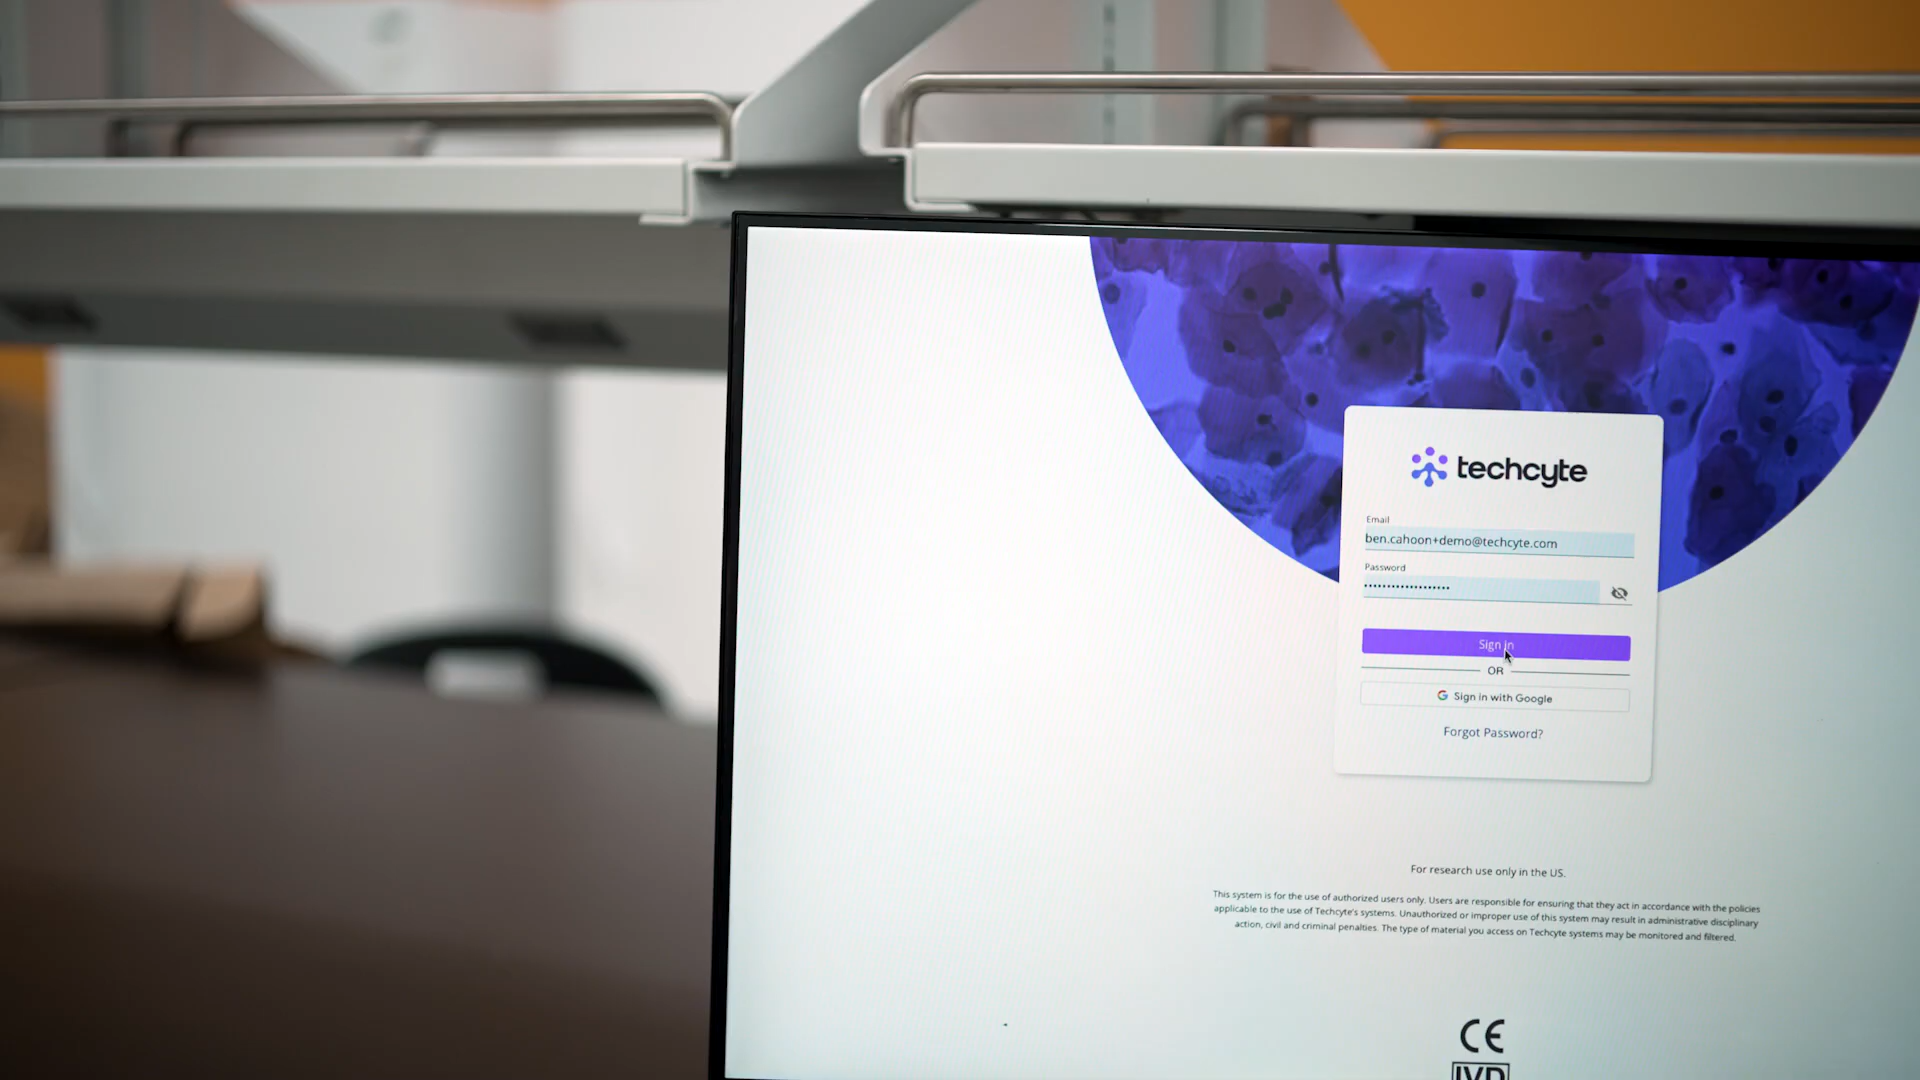 techcyte
Email
ben.cahoon+demo@techcyte.com
Password
Sign in
OR
Sign in with Google
Forgot Password?
For research use only in the US.
This system is for the use of authorized users only. Users are responsible for ensuring that they act in accordance with the policies
applicable to the use of Techcyte's systems. Unauthorized or improper use of this system may result in administrative disciplinary
action, civil and criminal penalties. The type of material you access on Techcyte systems may be monitored and filtered.
CE
IVD